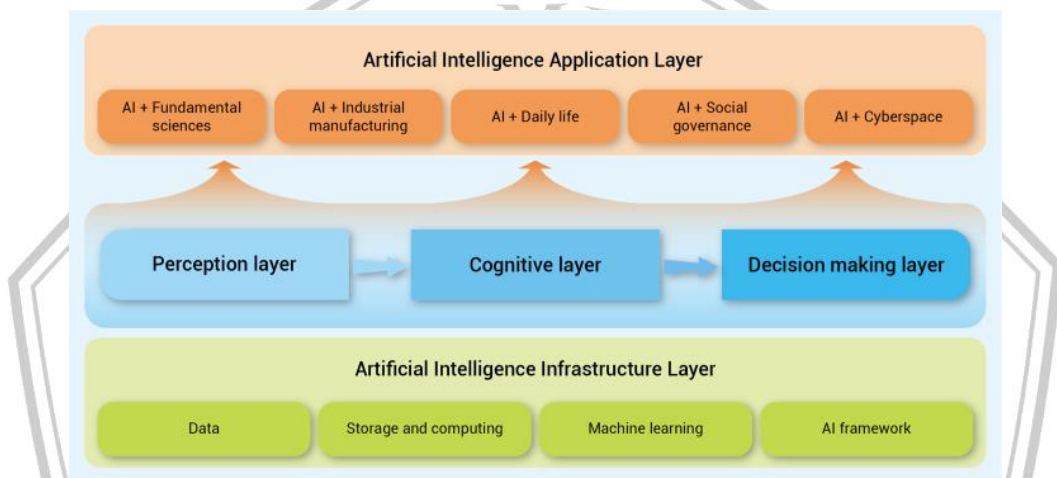 Artificial Intelligence Application Layer
AI + Fundamental
sciences
AI + Industrial
manufacturing
AI + Daily life
AI + Social
governance
AI + Cyberspace
Perception layer
Cognitive layer
Decision making layer
Artificial Intelligence Infrastructure Layer
Data
Storage and computing
Machine learning
AI framework